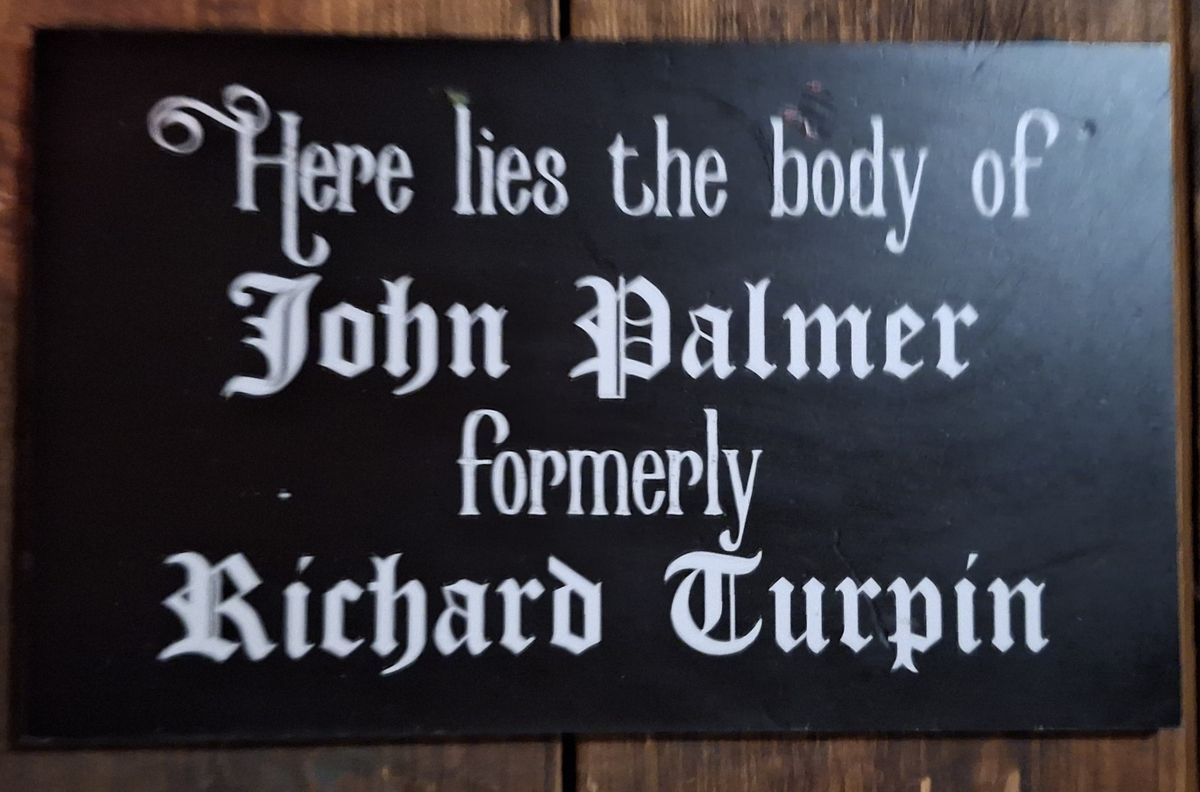 Here lies the body of
John Palmer
formerly
Richard Turpin